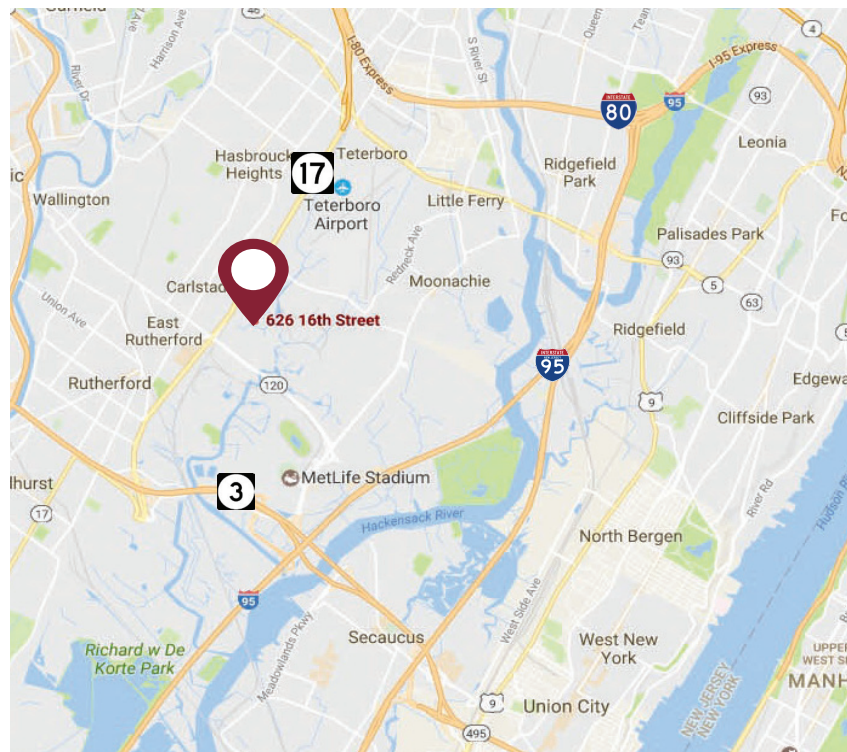 Garfield
Harrison Ave
River Dr
I-80 Express
S River St
I-95 Express
4
INTERSTATE
80
95
93
Leonia
Hasbrouck
Heights
Teterboro
17
Teterboro
Airport
Ridgefield
Park
Wallington
Little Ferry
Palisades Park
Redneck Ave
93
5
Moonachie
63
Union Ave
626 16th Street
East
Rutherford
Ridgefield
Rutherford
120
INTERSTATE
95
9
Edgewa
Cliffside Park
MetLife Stadium
3
River Rd
17
Hackensack River
North Bergen
Hudson R
95
West Side Ave
Secaucus
Meadowlands Pkwy
West New
York
Richard w De
Korte Park
UPPER
WEST SI
MANH
9
Union City
NEW JERSEY
NEW YORK
495